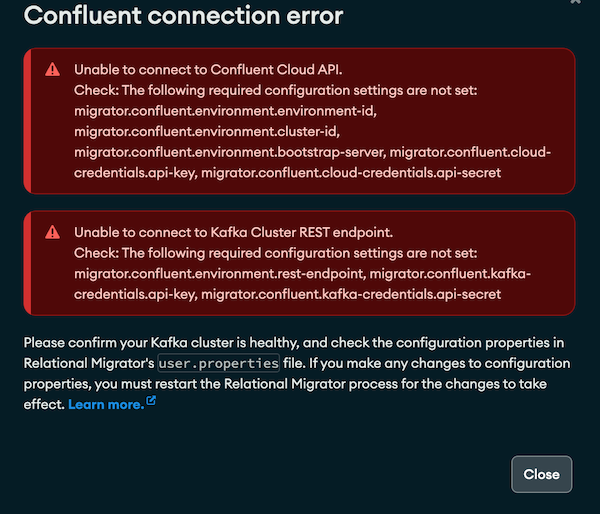 Confluent connection error
Unable to connect to Confluent Cloud API.
Check: The following required configuration settings are not set:
migrator.confluent.environment.environment-id,
migrator.confluent.environment.cluster-id,
migrator.confluent.environment.bootstrap-server, migrator.confluent.cloud-
credentials.api-key, migrator.confluent.cloud-credentials.api-secret
Unable to connect to Kafka Cluster REST endpoint.
Check: The following required configuration settings are not set:
migrator.confluent.environment.rest-endpoint, migrator.confluent.kafka-
credentials.api-key, migrator.confluent.kafka-credentials.api-secret
Please confirm your Kafka cluster is healthy, and check the configuration properties in
Relational Migrator's user.properties file. If you make any changes to configuration
properties, you must restart the Relational Migrator process for the changes to take
effect. Learn more.
Close